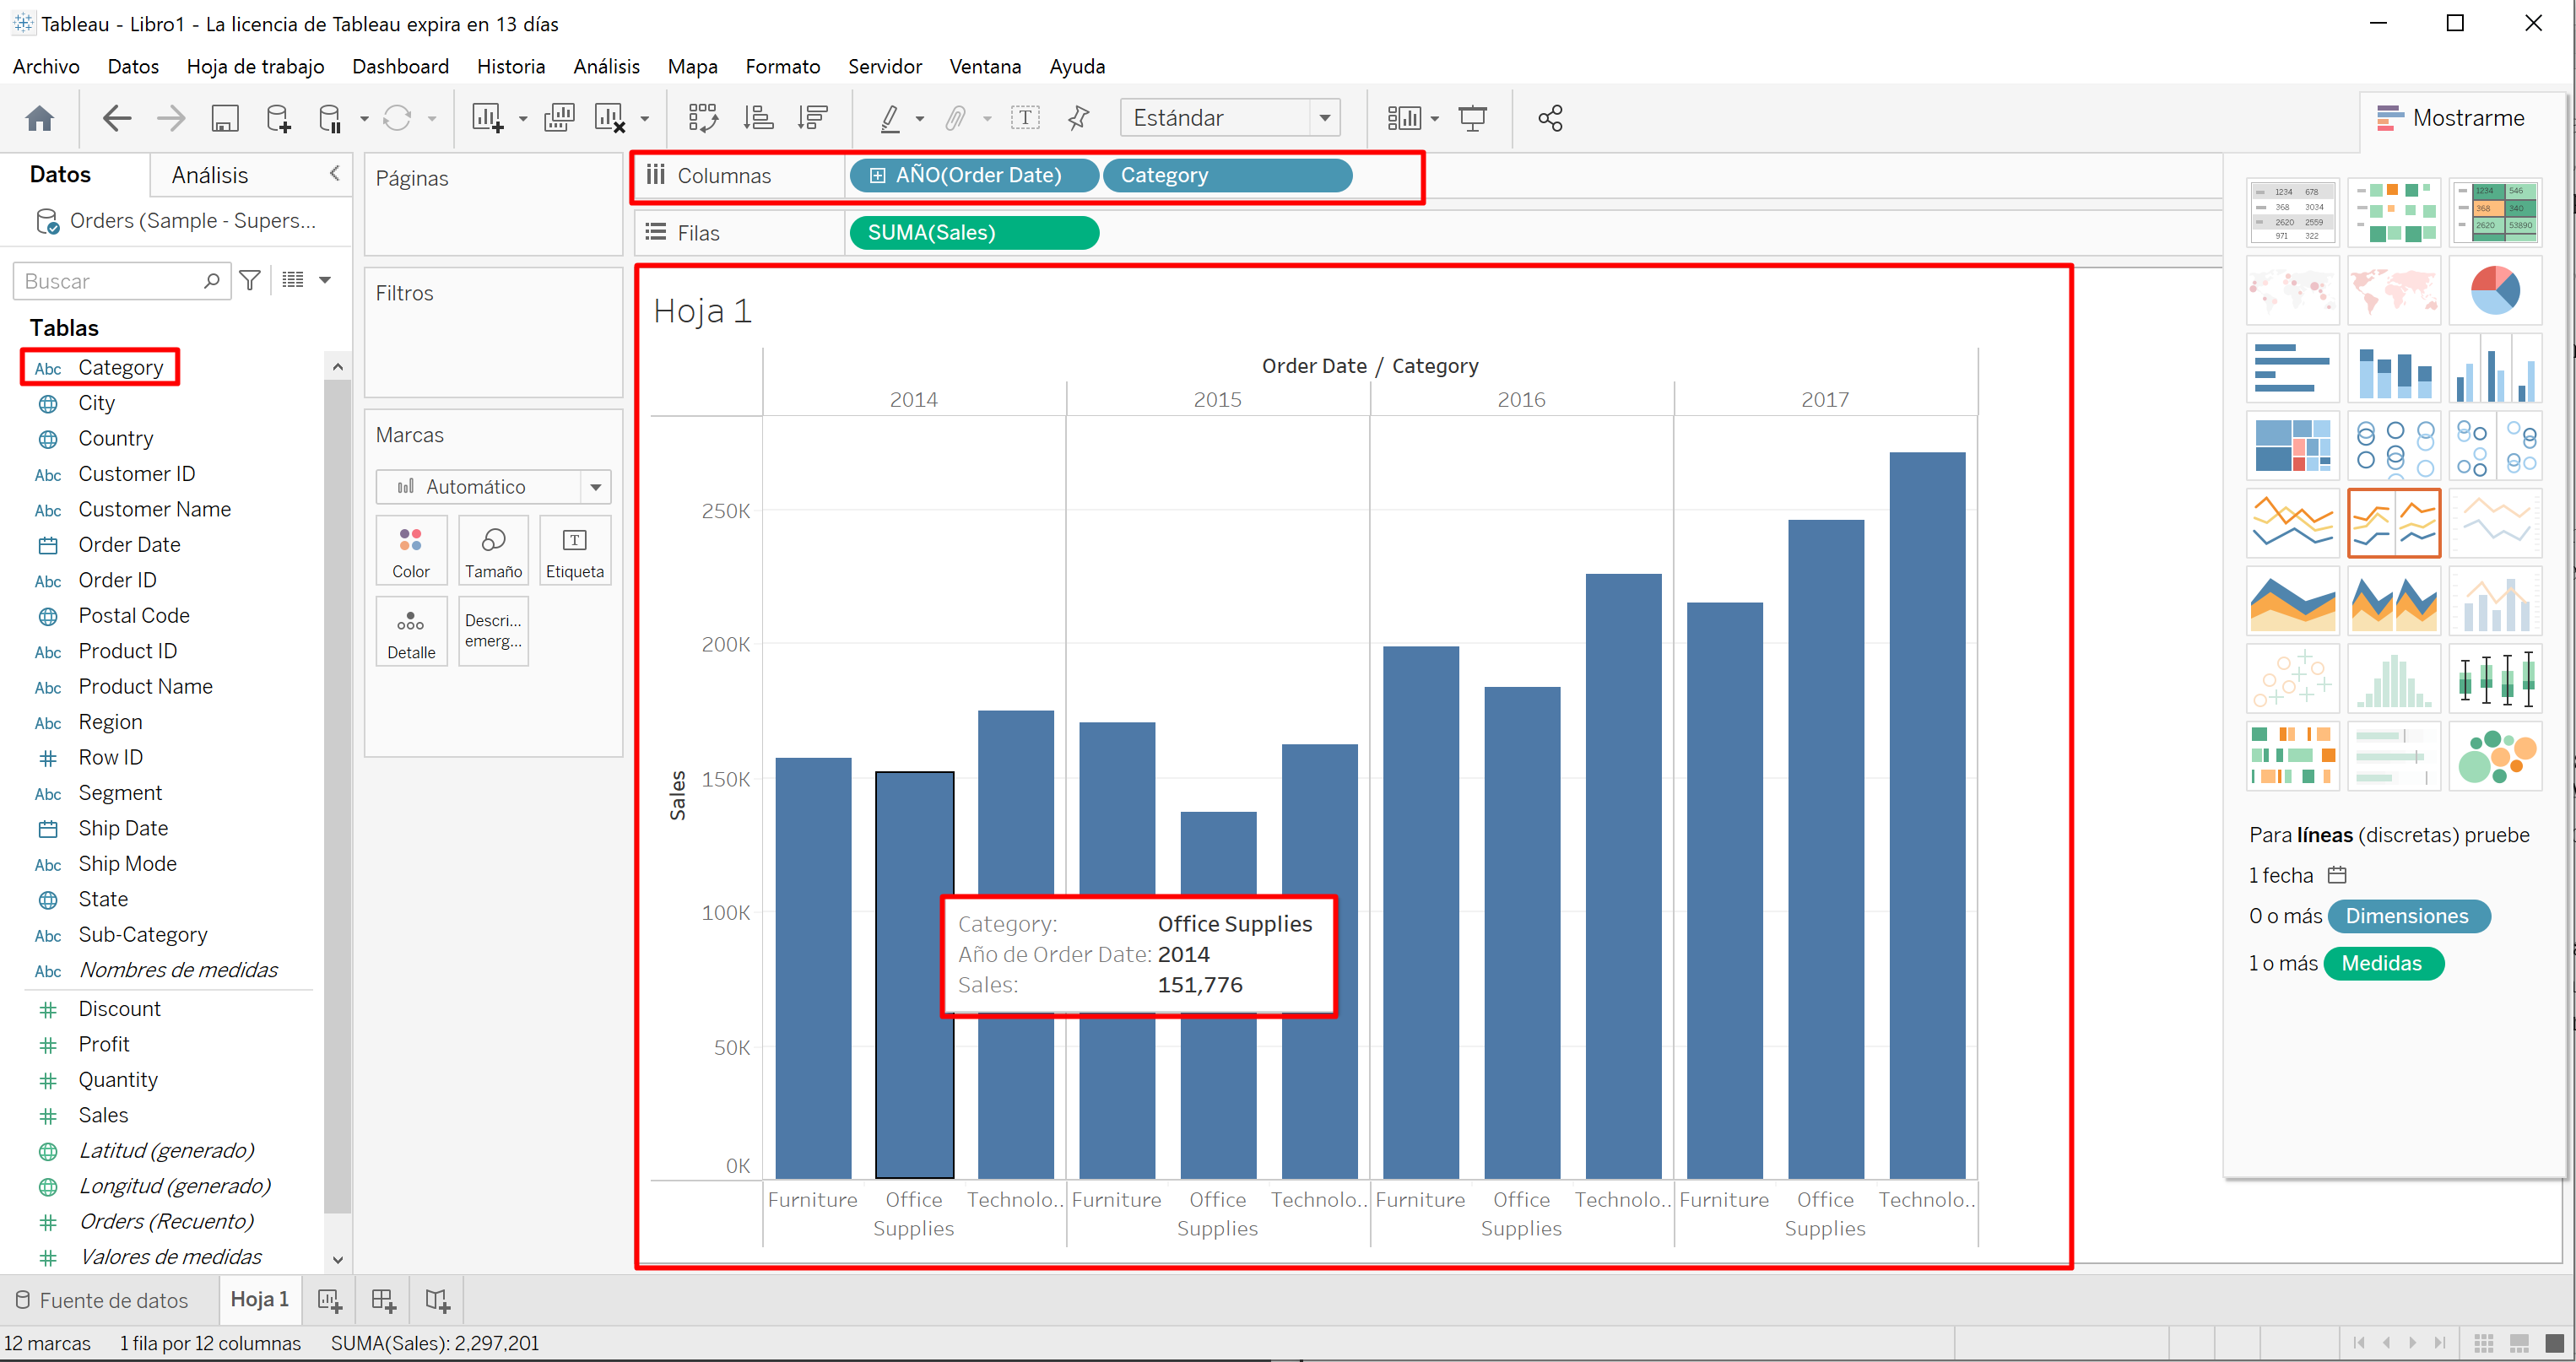 Tableau - Libro1 - La licencia de Tableau expira en 13 días
Archivo Datos Hoja de trabajo Dashboard Historia Análisis Mapa Formato Servidor Ventana Ayuda
Estándar
Mostrarme
Datos Análisis
Orders (Sample - Supers...
Buscar
Tablas
Abc Category
City
Country
Abc Customer ID
Abc Customer Name
Order Date
Abc Order ID
Postal Code
Abc Product ID
Abc Product Name
Abc Region
Row ID
Abc Segment
Ship Date
Abc Ship Mode
State
Abc Sub-Category
Abc Nombres de medidas
Discount
Profit
Quantity
Sales
Latitud (generado)
Longitud (generado)
Orders (Recuento)
Valores de medidas
Páginas
Filtros
Marcas
Automático
Color Tamaño Etiqueta
Detalle
Descri...
emerg...
Columnas AÑO(Order Date) Category
Filas SUMA(Sales)
Hoja 1
Order Date / Category
2014 2015 2016 2017
Sales
250K
200K
150K
100K
50K
0K
Category: Office Supplies
Año de Order Date: 2014
Sales: 151,776
Furniture Office Technolo.. Furniture Office Technolo.. Furniture Office Technolo.. Furniture Office Technolo..
Supplies Supplies Supplies Supplies
1234 678
368 3034
2620 2559
971 322
1234 546
368 340
2620 53890
Para líneas (discretas) pruebe
1 fecha
0 o más Dimensiones
1 o más Medidas
Fuente de datos Hoja 1
12 marcas 1 fila por 12 columnas SUMA(Sales): 2,297,201